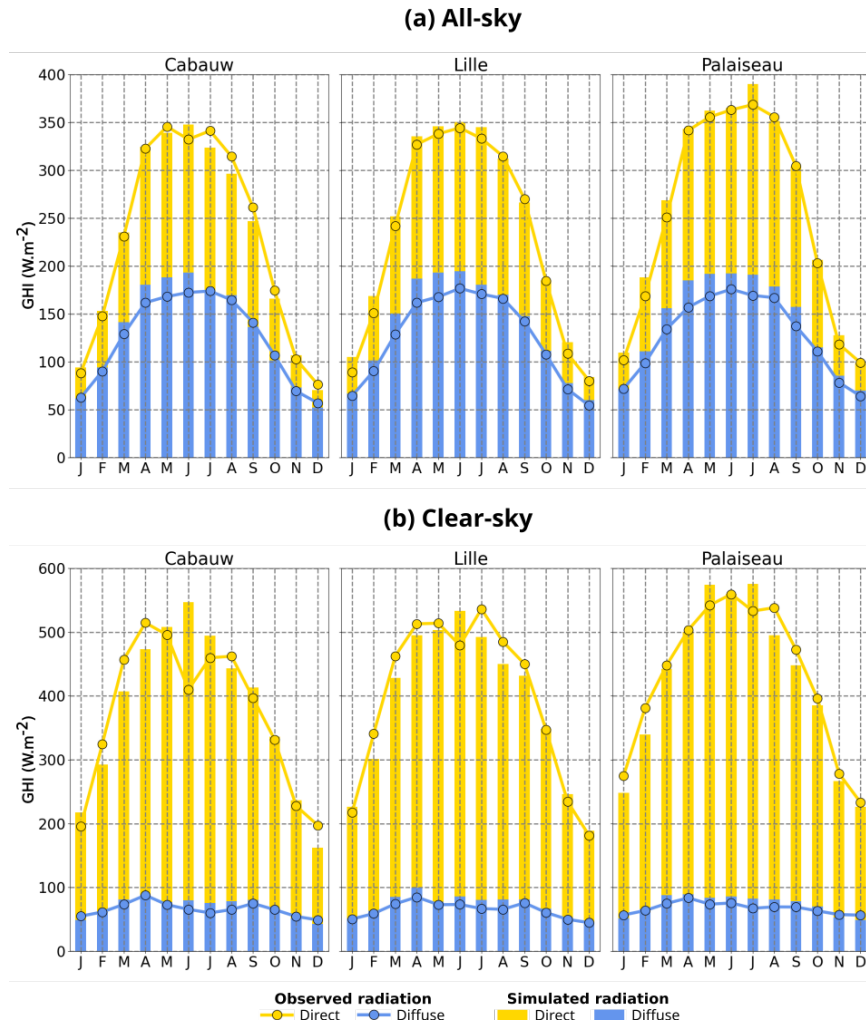 (a) All-sky
Cabauw Lille Palaiseau
400
350
300
250
200
150
100
50
0
GHI (W.m-2)
J F M A M J J A S O N D J F M A M J J A S O N D J F M A M J J A S O N D
(b) Clear-sky
Cabauw Lille Palaiseau
600
500
400
300
200
100
0
GHI (W.m-2)
J F M A M J J A S O N D J F M A M J J A S O N D J F M A M J J A S O N D
Observed radiation Simulated radiation
Direct Diffuse Direct Diffuse